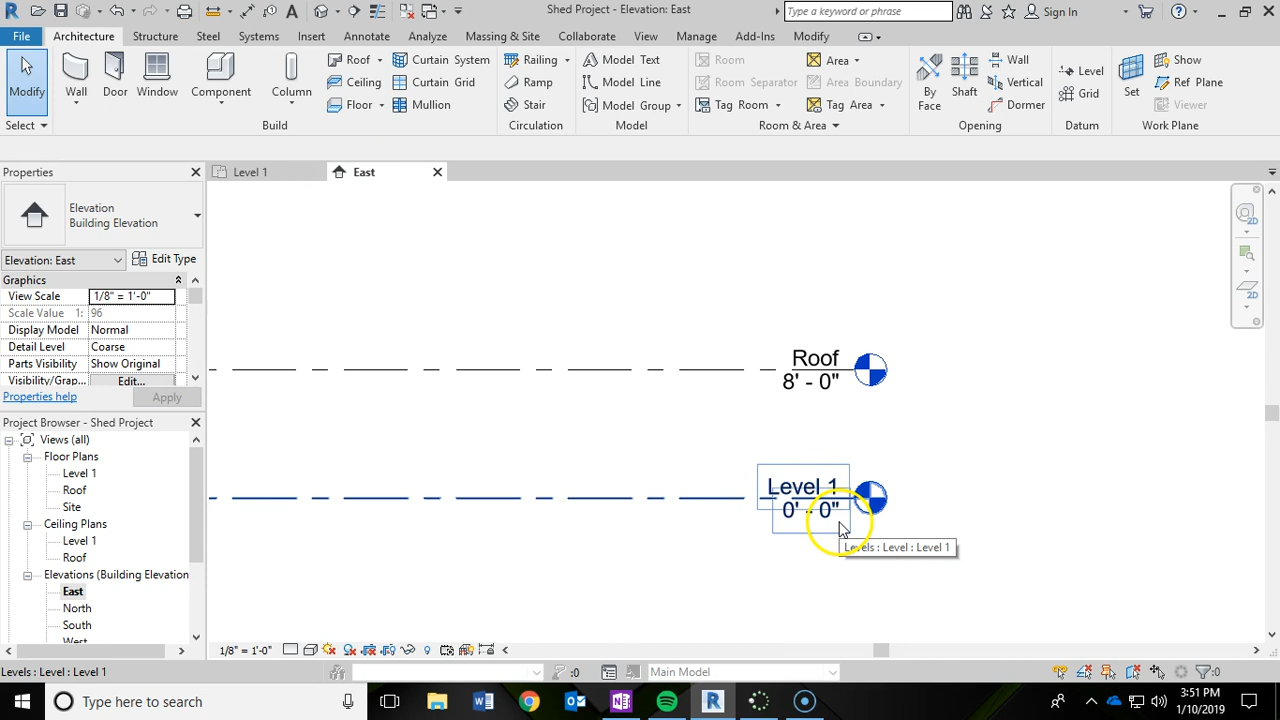 Shed Project - Elevation: East
Type a keyword or phrase
Sign In
File
Architecture
Structure
Steel
Systems
Insert
Annotate
Analyze
Massing & Site
Collaborate
View
Manage
Add-Ins
Modify
Modify
Wall
Door
Window
Component
Column
Roof
Ceiling
Floor
Curtain System
Curtain Grid
Mullion
Railing
Ramp
Stair
Model Text
Model Line
Model Group
Room
Room Separator
Tag Room
Area
Area Boundary
Tag Area
By
Face
Shaft
Wall
Vertical
Dormer
Level
Grid
Set
Show
Ref Plane
Viewer
Select
Build
Circulation
Model
Room & Area
Opening
Datum
Work Plane
Properties
Level 1
East
Elevation
Building Elevation
Elevation: East
Edit Type
Graphics
View Scale
1/8" = 1'-0"
Scale Value 1:
96
Display Model
Normal
Detail Level
Coarse
Parts Visibility
Show Original
Visibility/Grap...
Edit...
Properties help
Apply
Project Browser - Shed Project
Views (all)
Floor Plans
Level 1
Roof
Site
Ceiling Plans
Level 1
Roof
Elevations (Building Elevation
East
North
South
West
2D
2D
Roof
8' - 0"
Level 1
0' - 0"
Levels : Level : Level 1
1/8" = 1'-0"
Levels : Level : Level 1
:0
Main Model
:0
Type here to search
3:51 PM
1/10/2019